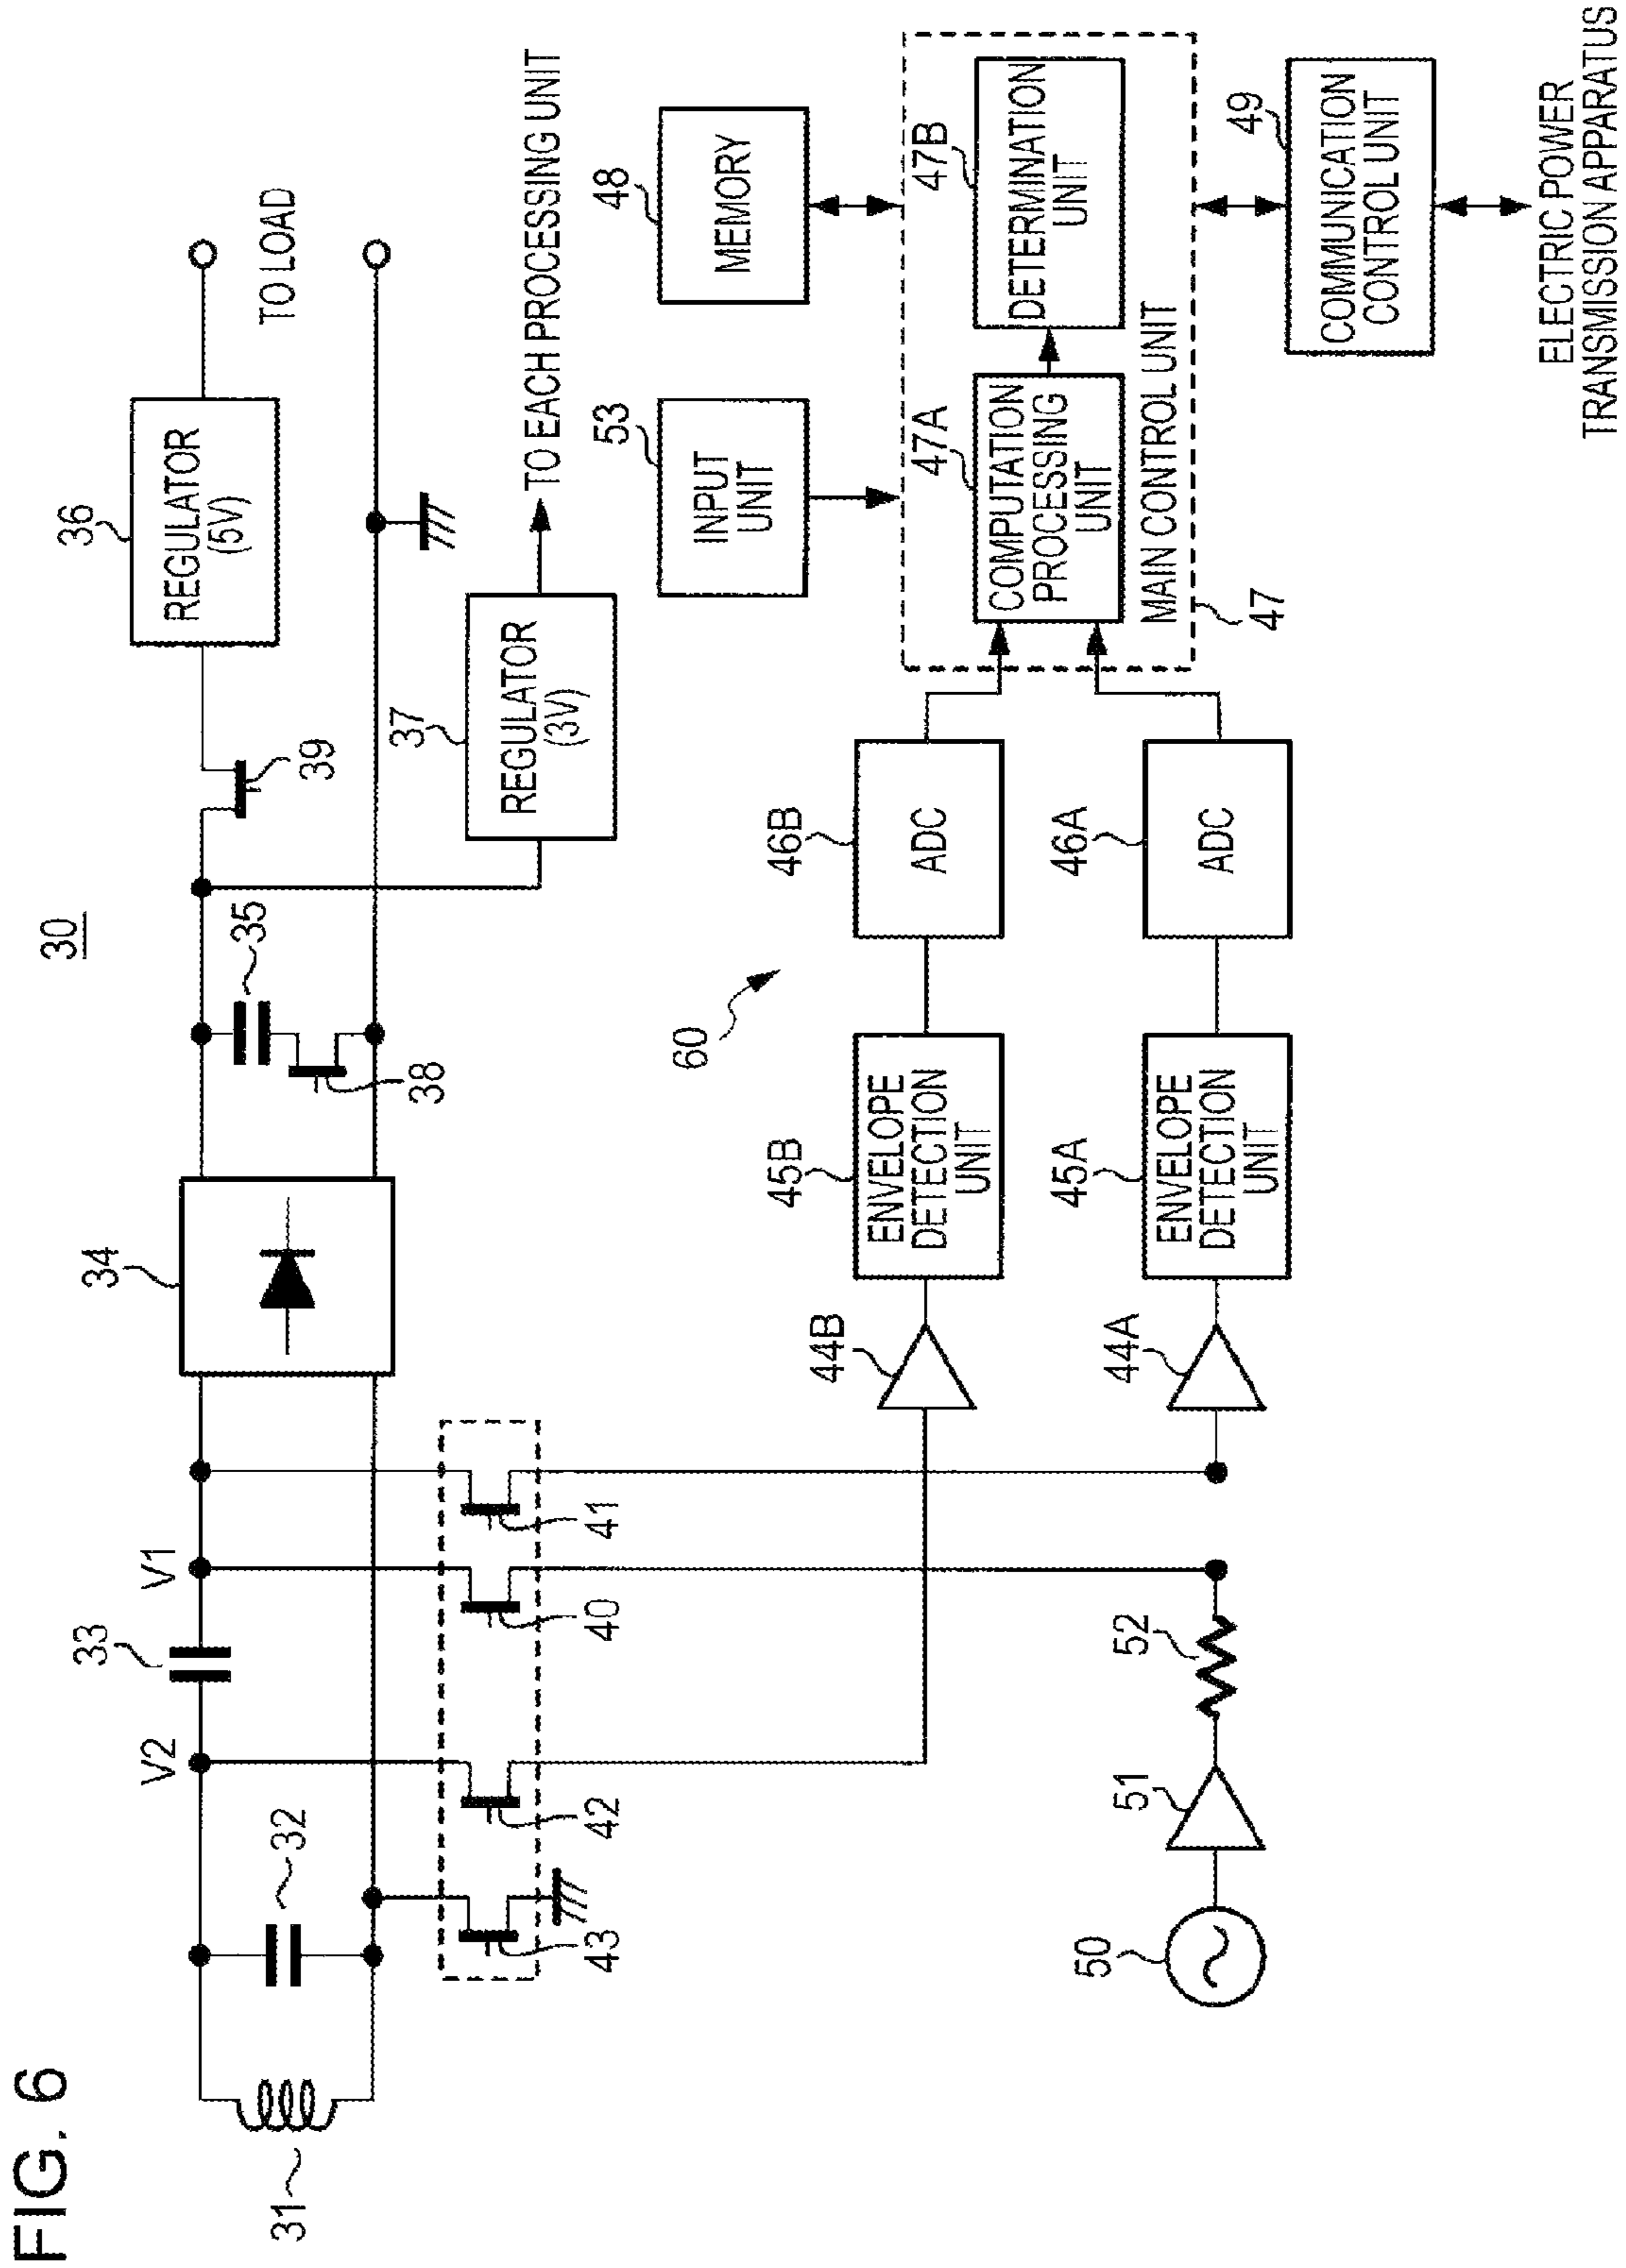 FIG. 6
30
36
REGULATOR
(5V)
TO LOAD
39
34
35
38
V2
33
V1
31
32
37
REGULATOR
(3V)
TO EACH PROCESSING UNIT
43
42
40
41
60
53
INPUT
UNIT
48
MEMORY
44B
45B
ENVELOPE
DETECTION
UNIT
46B
ADC
47A
COMPUTATION
PROCESSING
UNIT
47B
DETERMINATION
UNIT
MAIN CONTROL UNIT
47
50
51
52
44A
45A
ENVELOPE
DETECTION
UNIT
46A
ADC
49
COMMUNICATION
CONTROL UNIT
ELECTRIC POWER
TRANSMISSION APPARATUS